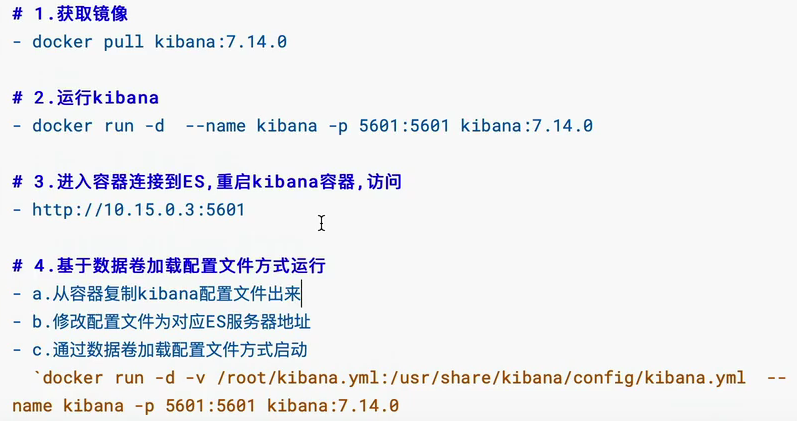 # 1.获取镜像
- docker pull kibana:7.14.0
# 2.运行kibana
- docker run -d  --name kibana -p 5601:5601 kibana:7.14.0
# 3.进入容器连接到ES,重启kibana容器,访问
- http://10.15.0.3:5601
# 4.基于数据卷加载配置文件方式运行
- a.从容器复制kibana配置文件出来
- b.修改配置文件为对应ES服务器地址
- c.通过数据卷加载配置文件方式启动
`docker run -d -v /root/kibana.yml:/usr/share/kibana/config/kibana.yml  --
name kibana -p 5601:5601 kibana:7.14.0